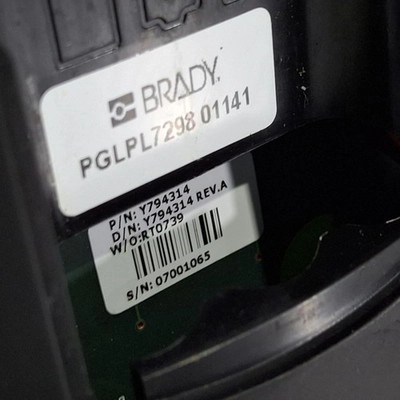 BRADY
PGLPL7298 01141
P/N: Y794314
D/N: Y794314 REV.A
W/O:RT0739
S/N: 07001065